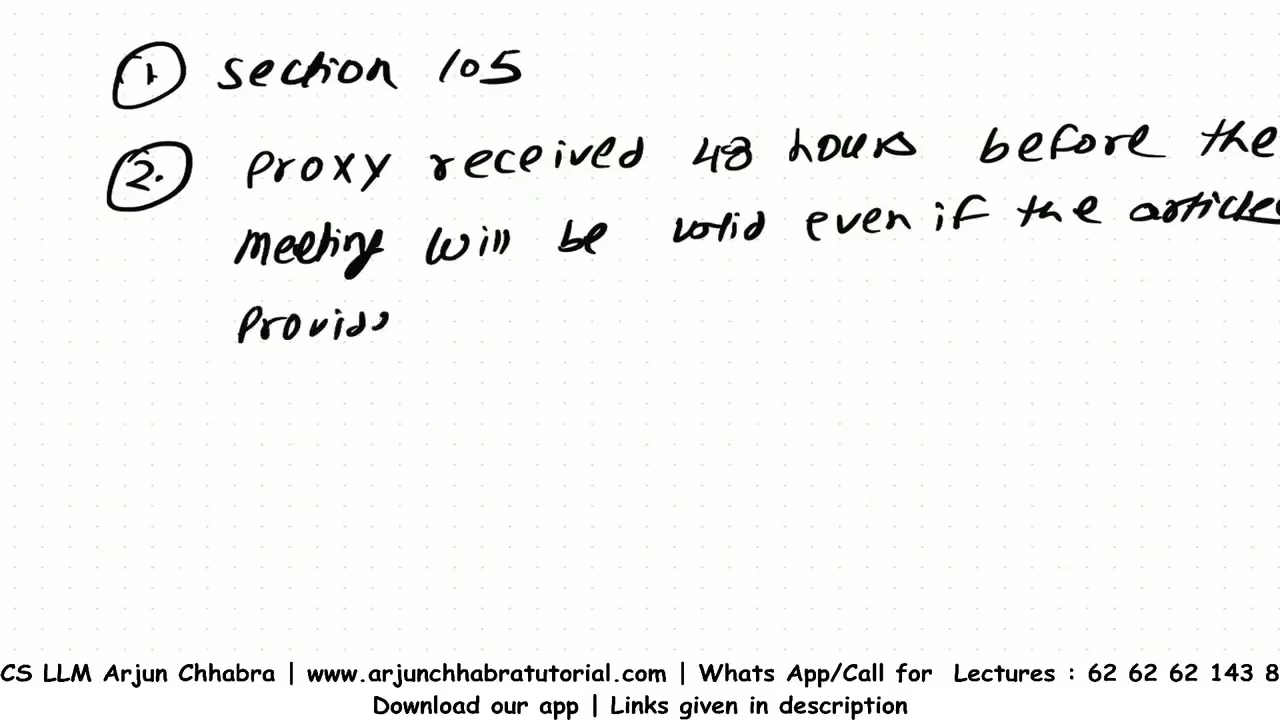 1. section 105
2. Proxy received 48 hours before the
meeting will be valid even if the articles
Provid
CS LLM Arjun Chhabra | www.arjunchhabratutorial.com | Whats App/Call for Lectures : 62 62 62 143 8
Download our app | Links given in description